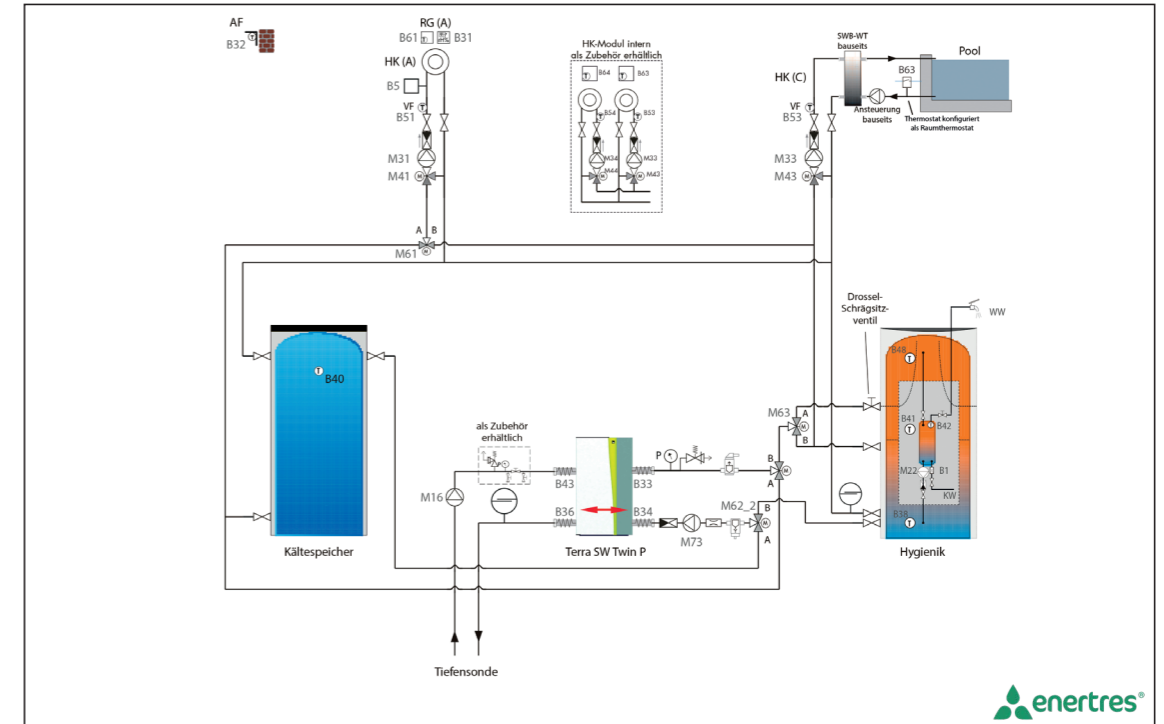 AF
B32
RG (A)
B61
B31
HK (A)
B5
VF
B51
M31
M41
A
B
M61
HK-Modul intern
als Zubehör erhältlich
B64
B63
B54
B53
M34
M33
M44
M43
SWB-WT
bauseits
Pool
B63
HK (C)
Ansteuerung
bauseits
Thermostat konfiguriert
als Raumthermostat
VF
B53
M33
M43
Drossel-
Schrägsitz-
ventil
WW
B48
B41
B42
M22
B1
KW
B38
Hygienik
T
B40
Kältespeicher
als Zubehör
erhältlich
M16
B43
B33
B36
B34
P
Terra SW Twin P
M73
M62_2
B
A
M63
A
B
B
A
Tiefensonde
enertres®